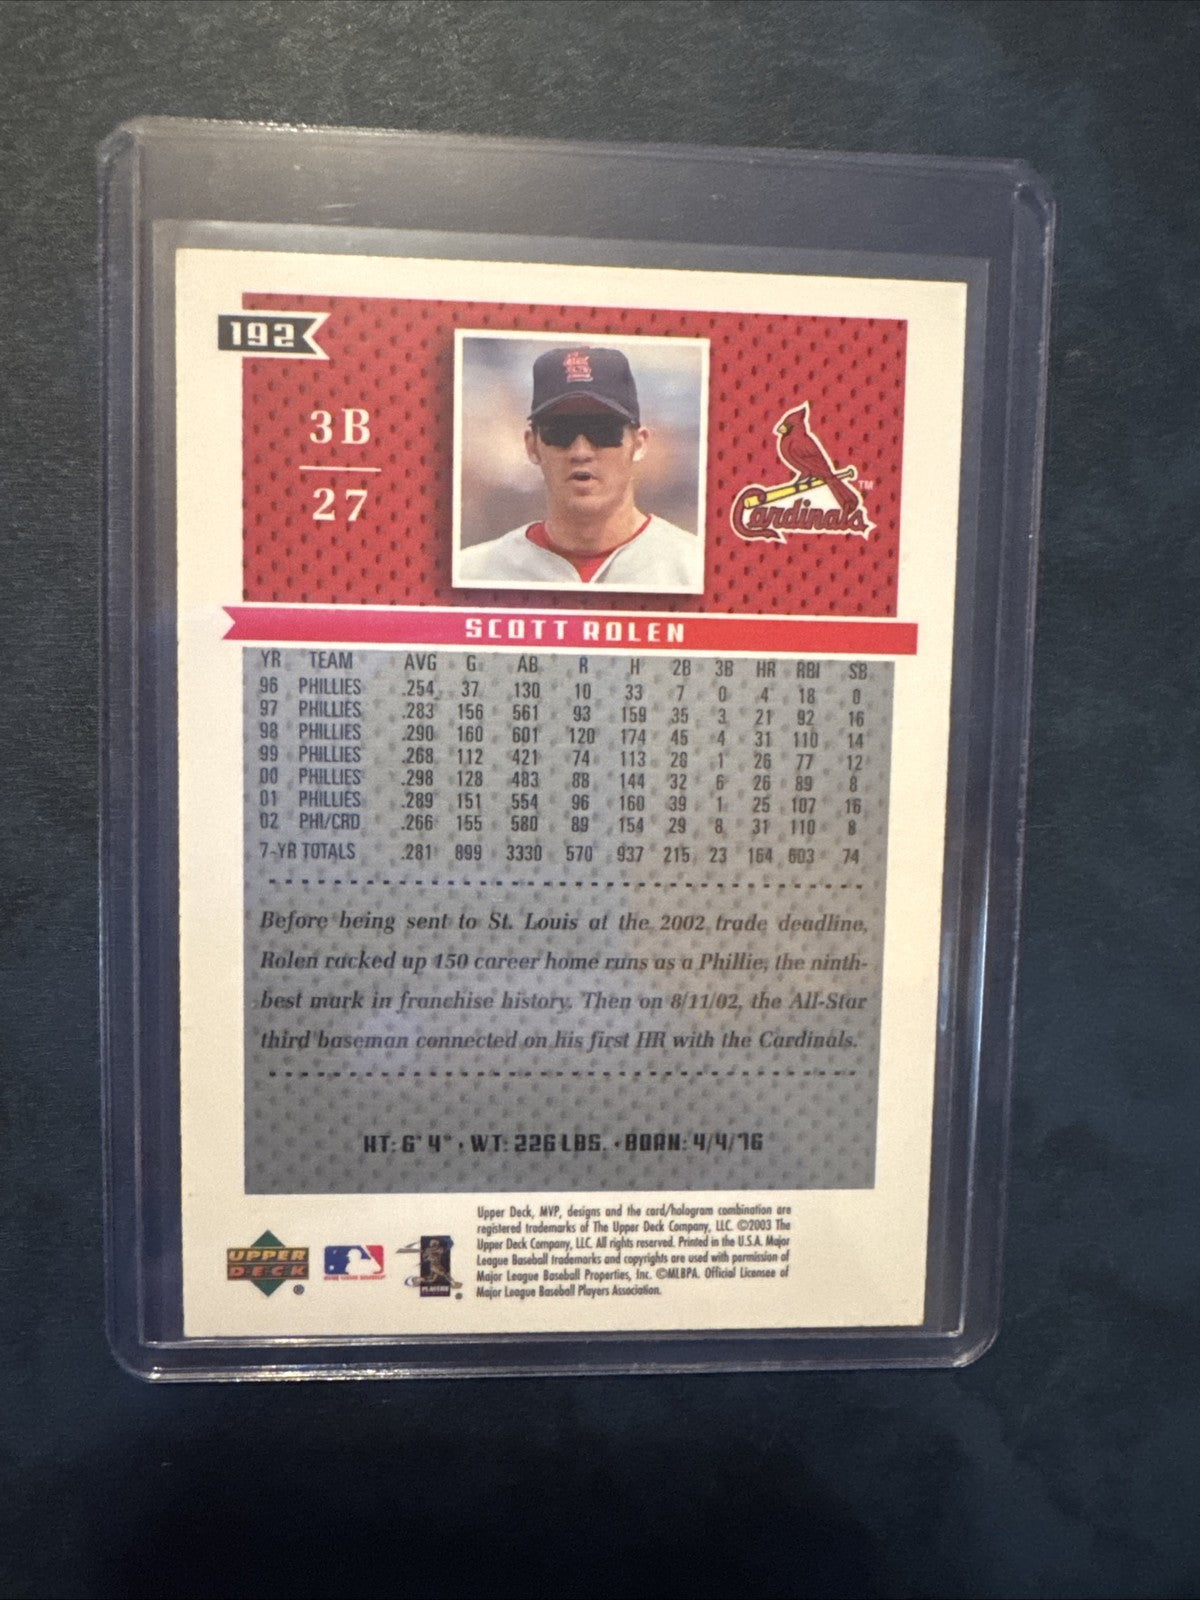 192
3B
27
Cardinals™
SCOTT ROLEN
YR TEAM AVG G AB R H 2B 3B HR RBI SB
96 PHILLIES .254 37 130 10 33 7 0 4 18 0
97 PHILLIES .283 156 561 93 159 35 3 21 92 16
98 PHILLIES .290 160 601 120 174 45 4 31 110 14
99 PHILLIES .268 112 421 74 113 28 1 26 77 12
00 PHILLIES .298 128 483 88 144 32 6 26 89 8
01 PHILLIES .289 151 554 96 160 39 1 25 107 16
02 PHI/CRD .266 155 580 89 154 29 8 31 110 8
7-YR TOTALS .281 899 3330 570 937 215 23 164 603 74
Before being sent to St. Louis at the 2002 trade deadline,
Rolen racked up 150 career home runs as a Phillie, the ninth-
best mark in franchise history. Then on 8/11/02, the All-Star
third baseman connected on his first HR with the Cardinals.
HT: 6' 4" • WT: 226 LBS. • BORN: 4/4/76
Upper Deck, MVP, designs and the card/hologram combination are
registered trademarks of The Upper Deck Company, LLC. ©2003 The
Upper Deck Company, LLC. All rights reserved. Printed in the U.S.A. Major
League Baseball trademarks and copyrights are used with permission of
Major League Baseball Properties, Inc. ©MLBPA. Official Licensee of
Major League Baseball Players Association.
UPPER
DECK ®
PLAYERS ®